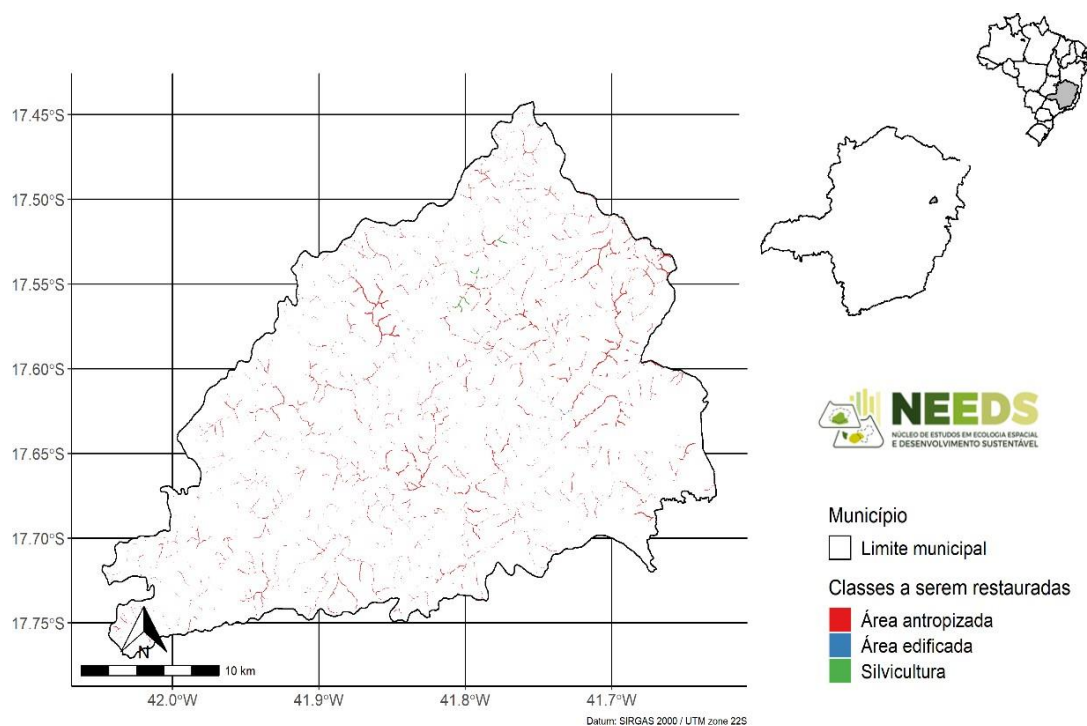 17.45°S
17.50°S
17.55°S
17.60°S
17.65°S
17.70°S
17.75°S
N
10 km
42.0°W
41.9°W
41.8°W
41.7°W
Datum: SIRGAS 2000 / UTM zone 22S
NEEDS
NÚCLEO DE ESTUDOS EM ECOLOGIA ESPACIAL
E DESENVOLVIMENTO SUSTENTÁVEL
Município
Limite municipal
Classes a serem restauradas
Área antropizada
Área edificada
Silvicultura